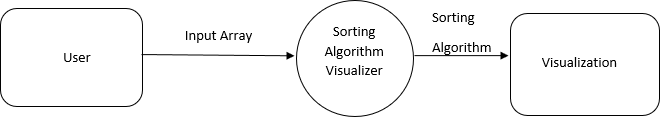 User
Input Array
Sorting
Algorithm
Visualizer
Sorting
Algorithm
Visualization